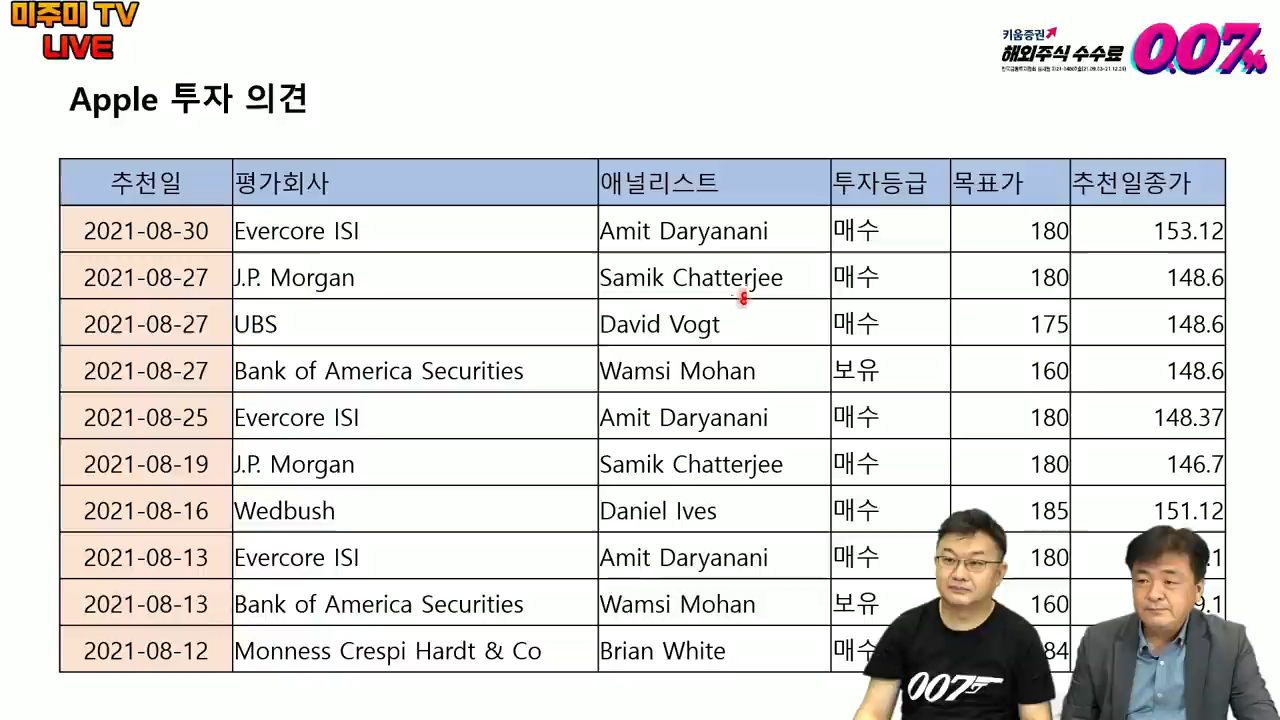 미주미 TV
LIVE
키움증권
해외주식 수수료
0.07%
Apple 투자 의견
추천일 평가회사 애널리스트 투자등급 목표가 추천일종가
2021-08-30 Evercore ISI Amit Daryanani 매수 180 153.12
2021-08-27 J.P. Morgan Samik Chatterjee 매수 180 148.6
2021-08-27 UBS David Vogt 매수 175 148.6
2021-08-27 Bank of America Securities Wamsi Mohan 보유 160 148.6
2021-08-25 Evercore ISI Amit Daryanani 매수 180 148.37
2021-08-19 J.P. Morgan Samik Chatterjee 매수 180 146.7
2021-08-16 Wedbush Daniel Ives 매수 185 151.12
2021-08-13 Evercore ISI Amit Daryanani 매수 180
2021-08-13 Bank of America Securities Wamsi Mohan 보유 160
2021-08-12 Monness Crespi Hardt & Co Brian White 매수
007